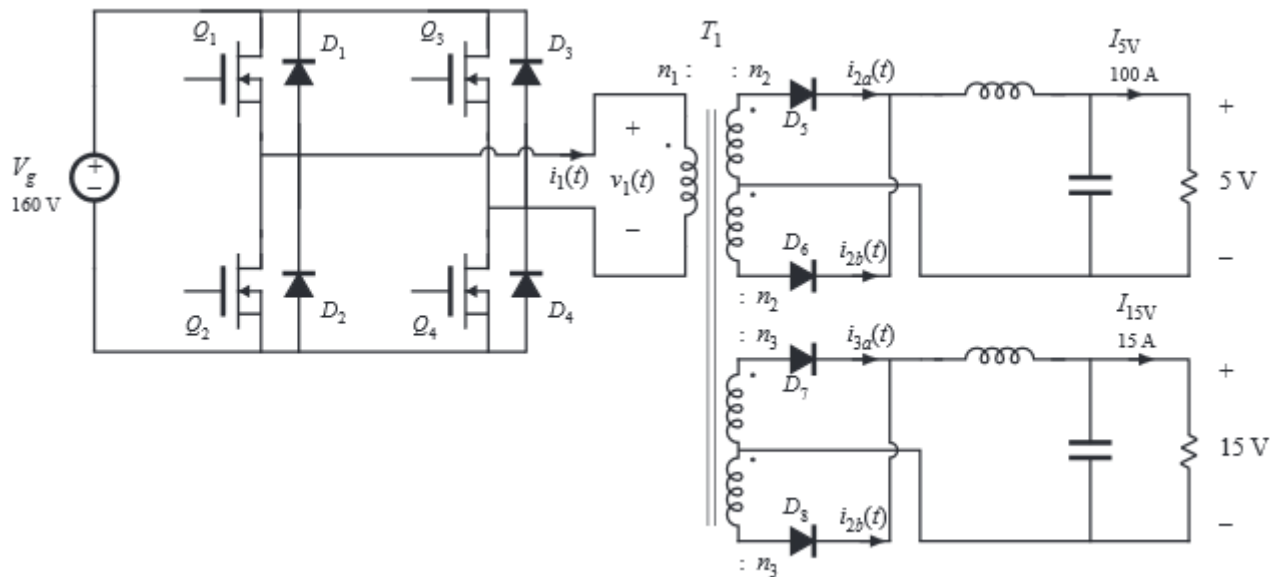 Q₁
D₁
Q₃
D₃
T₁
n₁ :
: n₂
i₂ₐ(t)
I₅V
100 A
D₅
+
V_g
160 V
+
−
i₁(t)
+
v₁(t)
−
5 V
D₆
i₂b(t)
−
Q₂
D₂
Q₄
D₄
: n₂
: n₃
i₃ₐ(t)
I₁₅V
15 A
D₇
+
15 V
D₈
i₂b(t)
−
: n₃